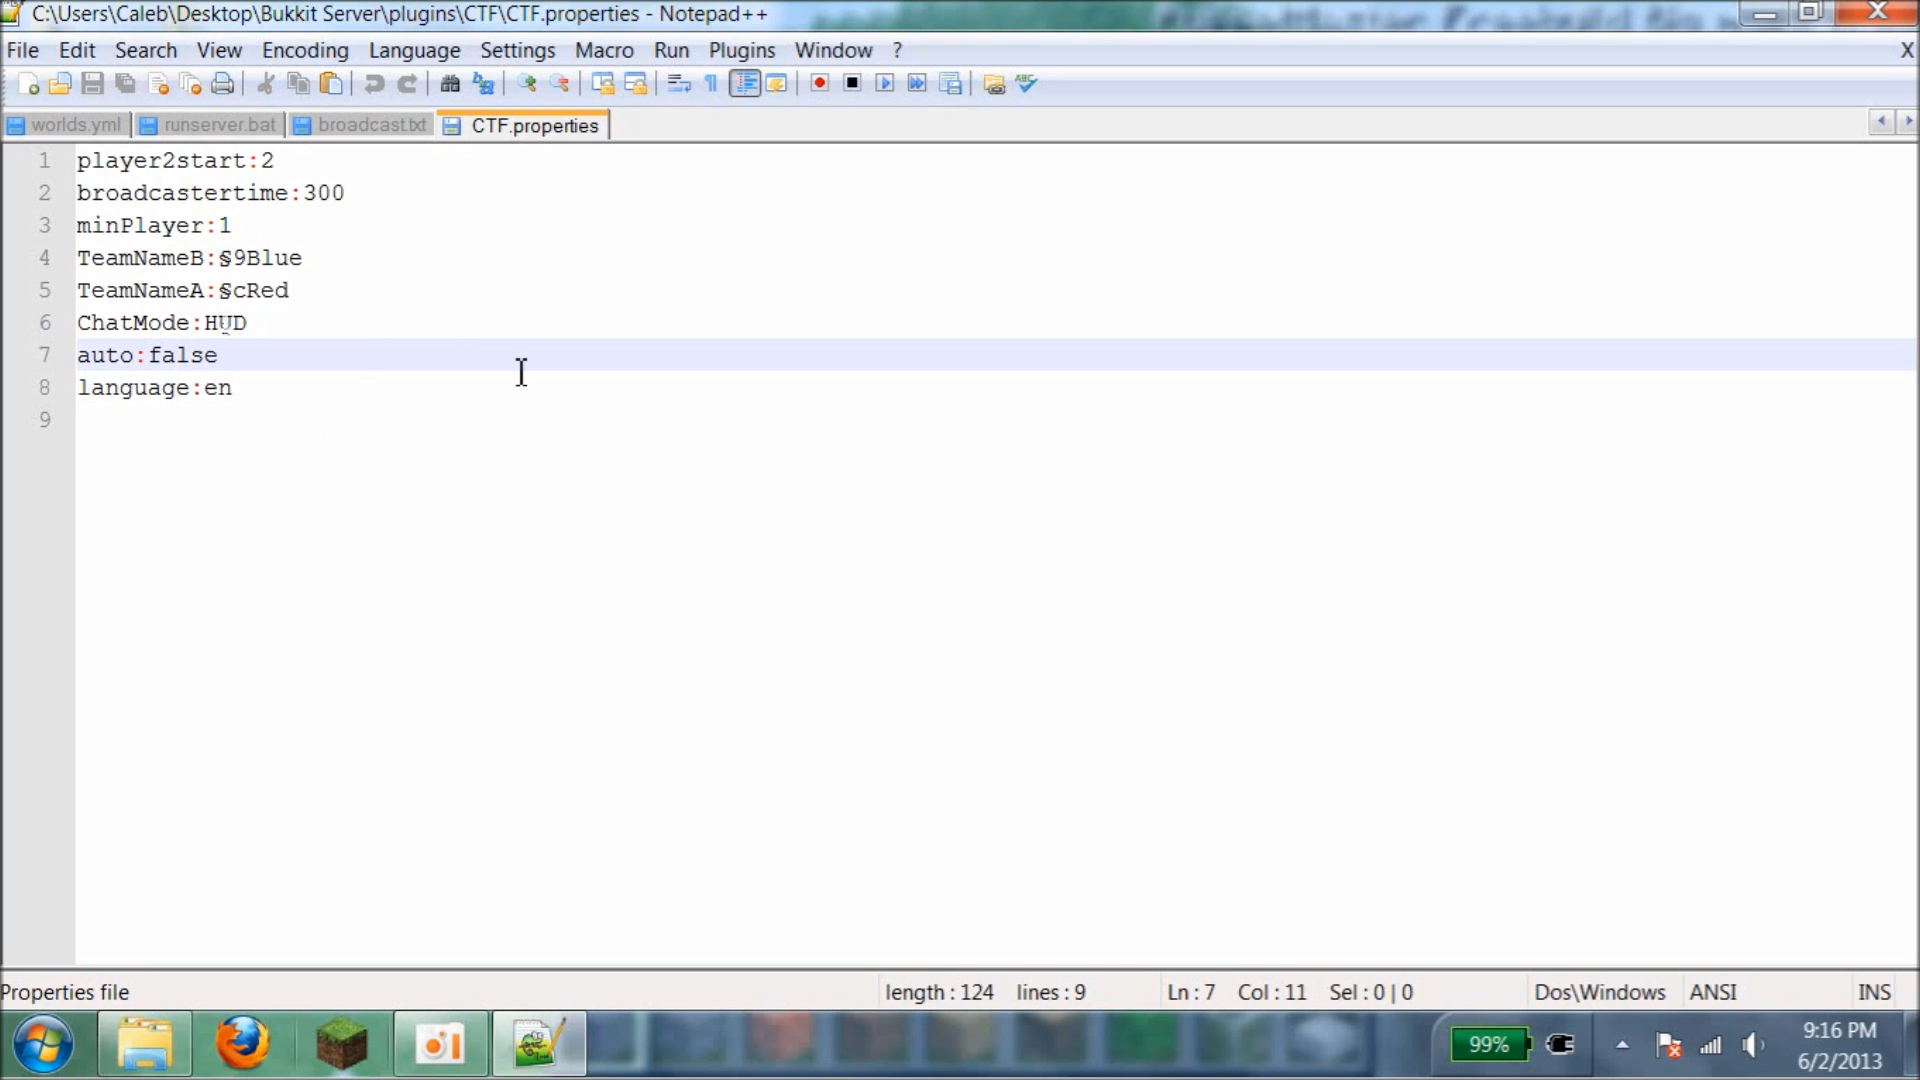 C:\Users\Caleb\Desktop\Bukkit Server\plugins\CTF\CTF.properties - Notepad++
File Edit Search View Encoding Language Settings Macro Run Plugins Window ? X
worlds.yml runserver.bat broadcast.txt CTF.properties
1 player2start:2
2 broadcastertime:300
3 minPlayer:1
4 TeamNameB:§9Blue
5 TeamNameA:§cRed
6 ChatMode:HUD
7 auto:false
8 language:en
9
Properties file length : 124 lines : 9 Ln : 7 Col : 11 Sel : 0 | 0 Dos\Windows ANSI INS
99% 9:16 PM
6/2/2013